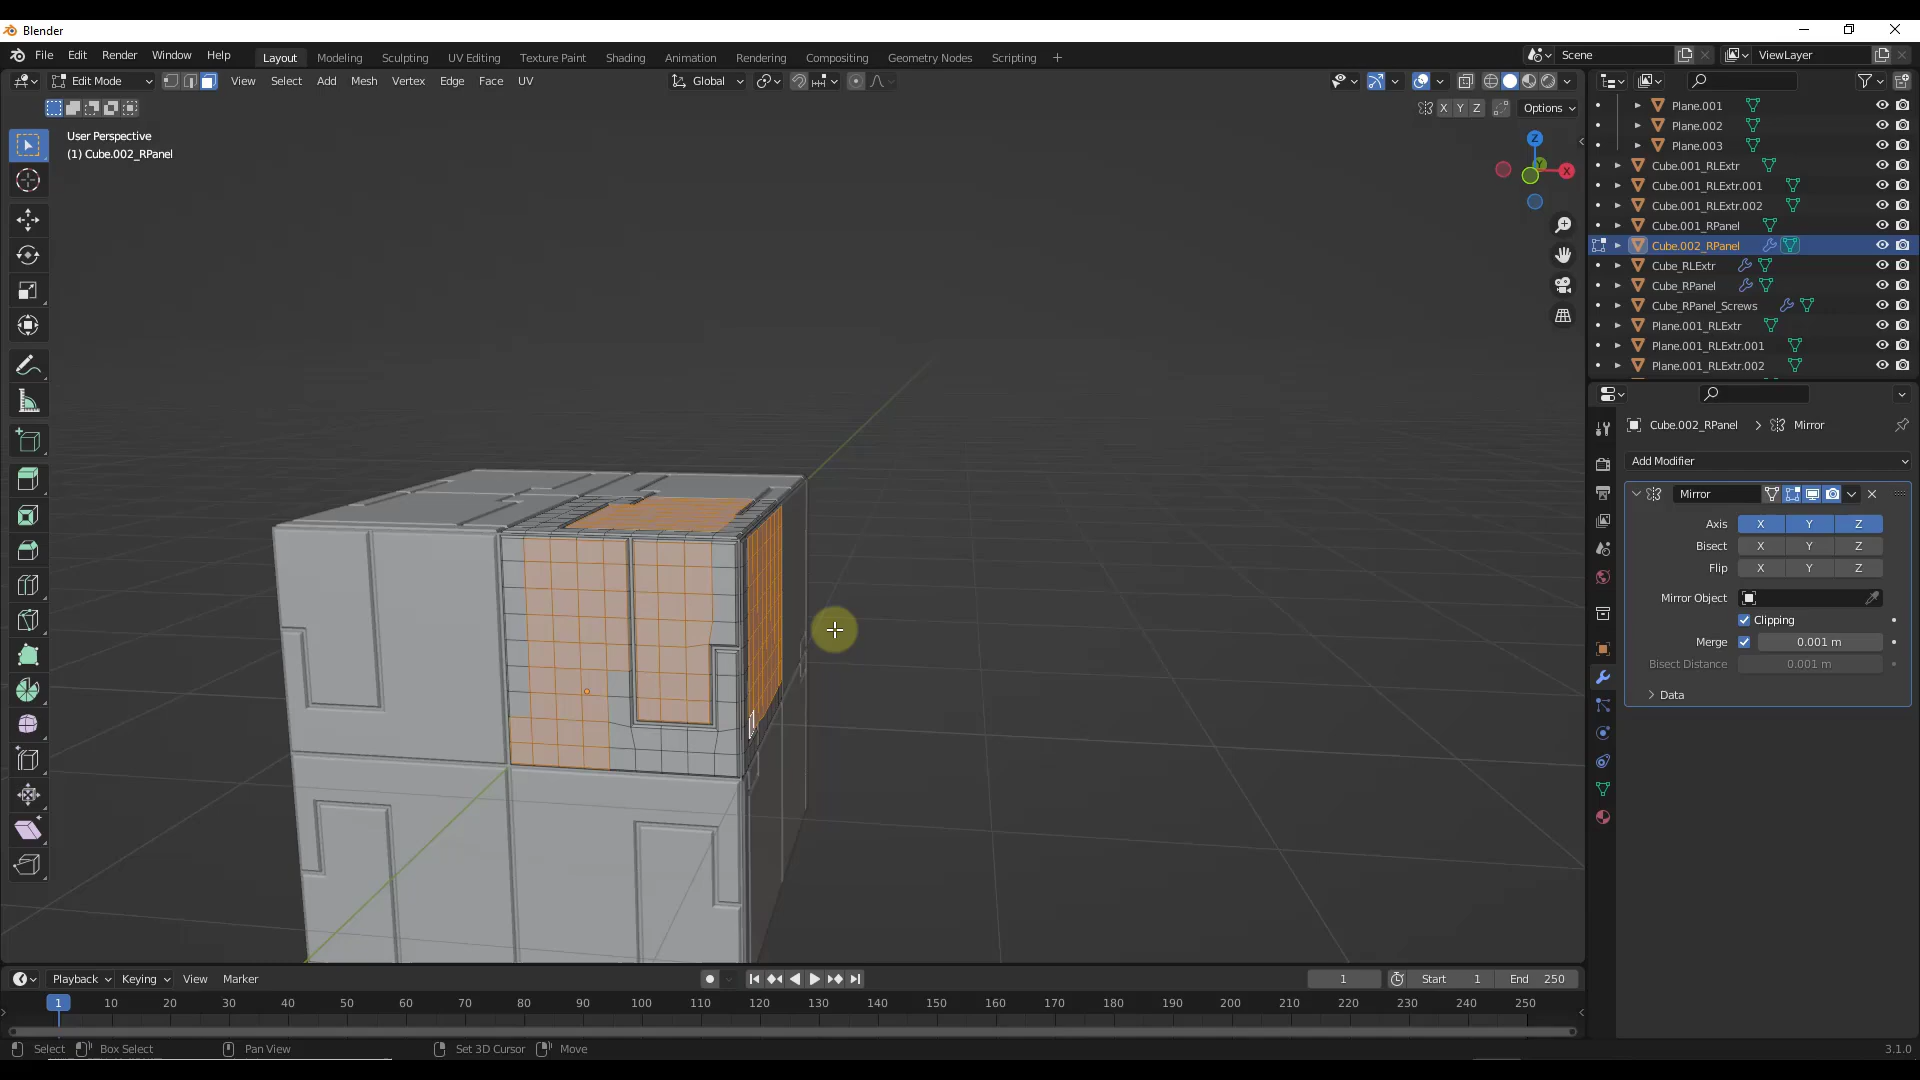 Blender
File Edit Render Window Help Layout Modeling Sculpting UV Editing Texture Paint Shading Animation Rendering Compositing Geometry Nodes Scripting + Scene ViewLayer
Edit Mode View Select Add Mesh Vertex Edge Face UV Global
X Y Z Options
User Perspective
(1) Cube.002_RPanel
Z
X
Y
Plane.001
Plane.002
Plane.003
Cube.001_RLExtr
Cube.001_RLExtr.001
Cube.001_RLExtr.002
Cube.001_RPanel
Cube.002_RPanel
Cube_RLExtr
Cube_RPanel
Cube_RPanel_Screws
Plane.001_RLExtr
Plane.001_RLExtr.001
Plane.001_RLExtr.002
Cube.002_RPanel > Mirror
Add Modifier
Mirror
Axis X Y Z
Bisect X Y Z
Flip X Y Z
Mirror Object
Clipping
Merge 0.001 m
Bisect Distance 0.001 m
Data
Playback Keying View Marker 1 Start 1 End 250
1 10 20 30 40 50 60 70 80 90 100 110 120 130 140 150 160 170 180 190 200 210 220 230 240 250
Select Box Select Pan View Set 3D Cursor Move 3.1.0